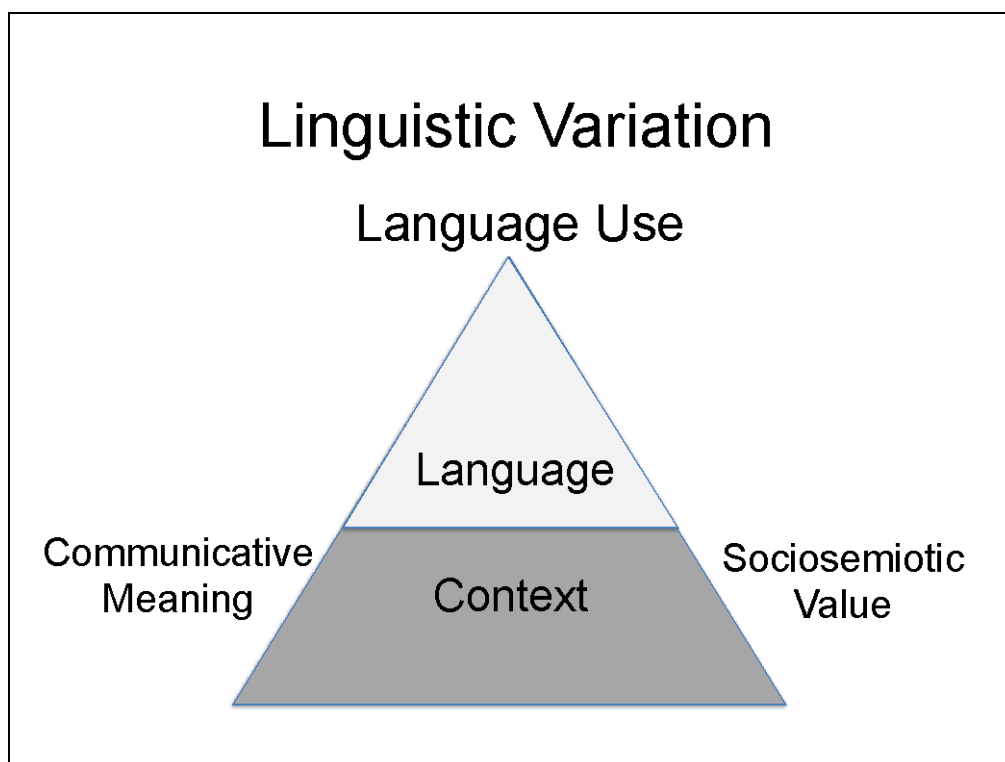 Linguistic Variation
Language Use
Language
Communicative
Meaning
Context
Sociosemiotic
Value